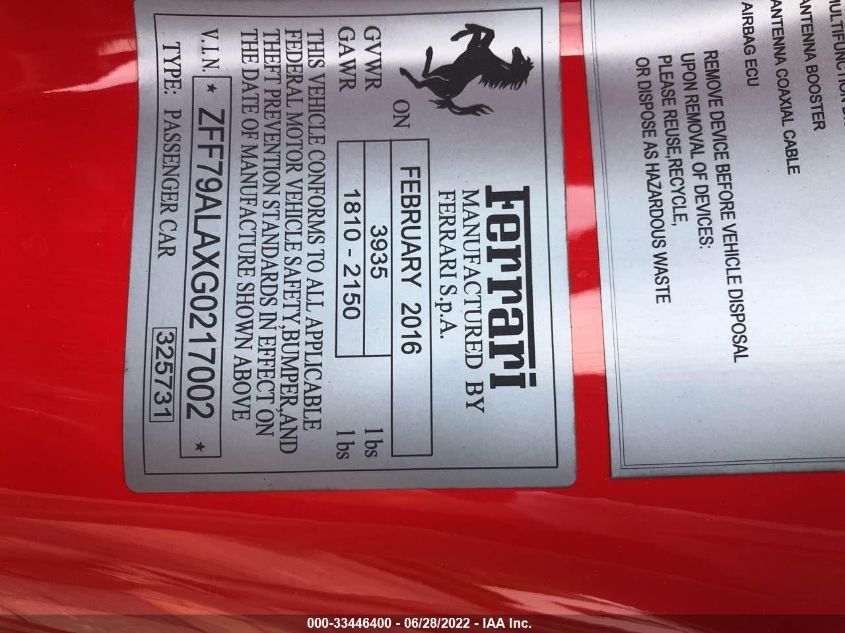 Ferrari
MANUFACTURED BY
FERRARI S.p.A.
ON FEBRUARY 2016
GVWR 3935 lbs
GAWR 1810 - 2150 lbs
THIS VEHICLE CONFORMS TO ALL APPLICABLE
FEDERAL MOTOR VEHICLE SAFETY,BUMPER,AND
THEFT PREVENTION STANDARDS IN EFFECT ON
THE DATE OF MANUFACTURE SHOWN ABOVE
V.I.N. * ZFF79ALAXG0217002 *
TYPE: PASSENGER CAR 325731
ANTENNA BOOSTER
ANTENNA COAXIAL CABLE
AIRBAG ECU
REMOVE DEVICE BEFORE VEHICLE DISPOSAL
UPON REMOVAL OF DEVICES:
PLEASE REUSE,RECYCLE,
OR DISPOSE AS HAZARDOUS WASTE
000-33446400 - 06/28/2022 - IAA Inc.